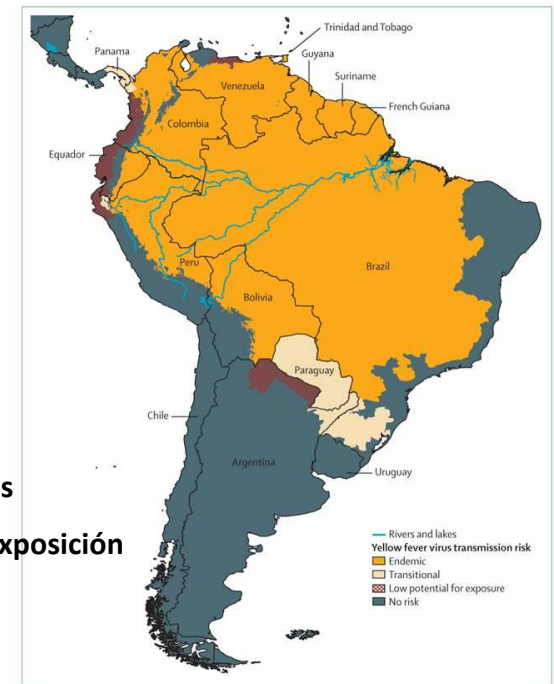 Trinidad and Tobago
Panama
Guyana
Venezuela
Suriname
French Guiana
Colombia
Equador
Peru
Brazil
Bolivia
Paraguay
Chile
Argentina
Uruguay
s
xposición
Rivers and lakes
Yellow fever virus transmission risk
Endemic
Transitional
Low potential for exposure
No risk